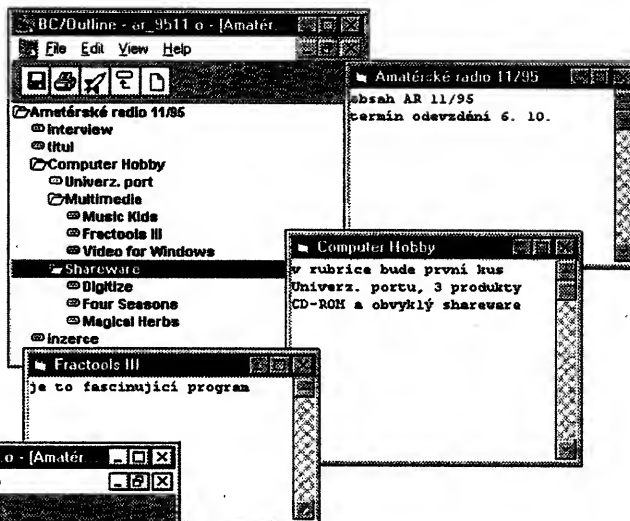 BC/Outline - ar_9511 o - [Amatér.
File Edit View Help
Amatérské radio 11/95
Interview
titul
Computer Hobby
Univerz. port
Multimedia
Music Kids
Fractools III
Video for Windows
Shareware
Digitize
Four Seasons
Magical Herbs
Inzerce
Amatérské radio 11/95
obsah AR 11/95
termín odevzdání 6. 10.
Computer Hobby
v rubrice bude první kus
Univerz. portu, 3 produkty
CD-ROM a obvyklý shareware
Fractools III
je to fascinující program
.o - [Amatér...